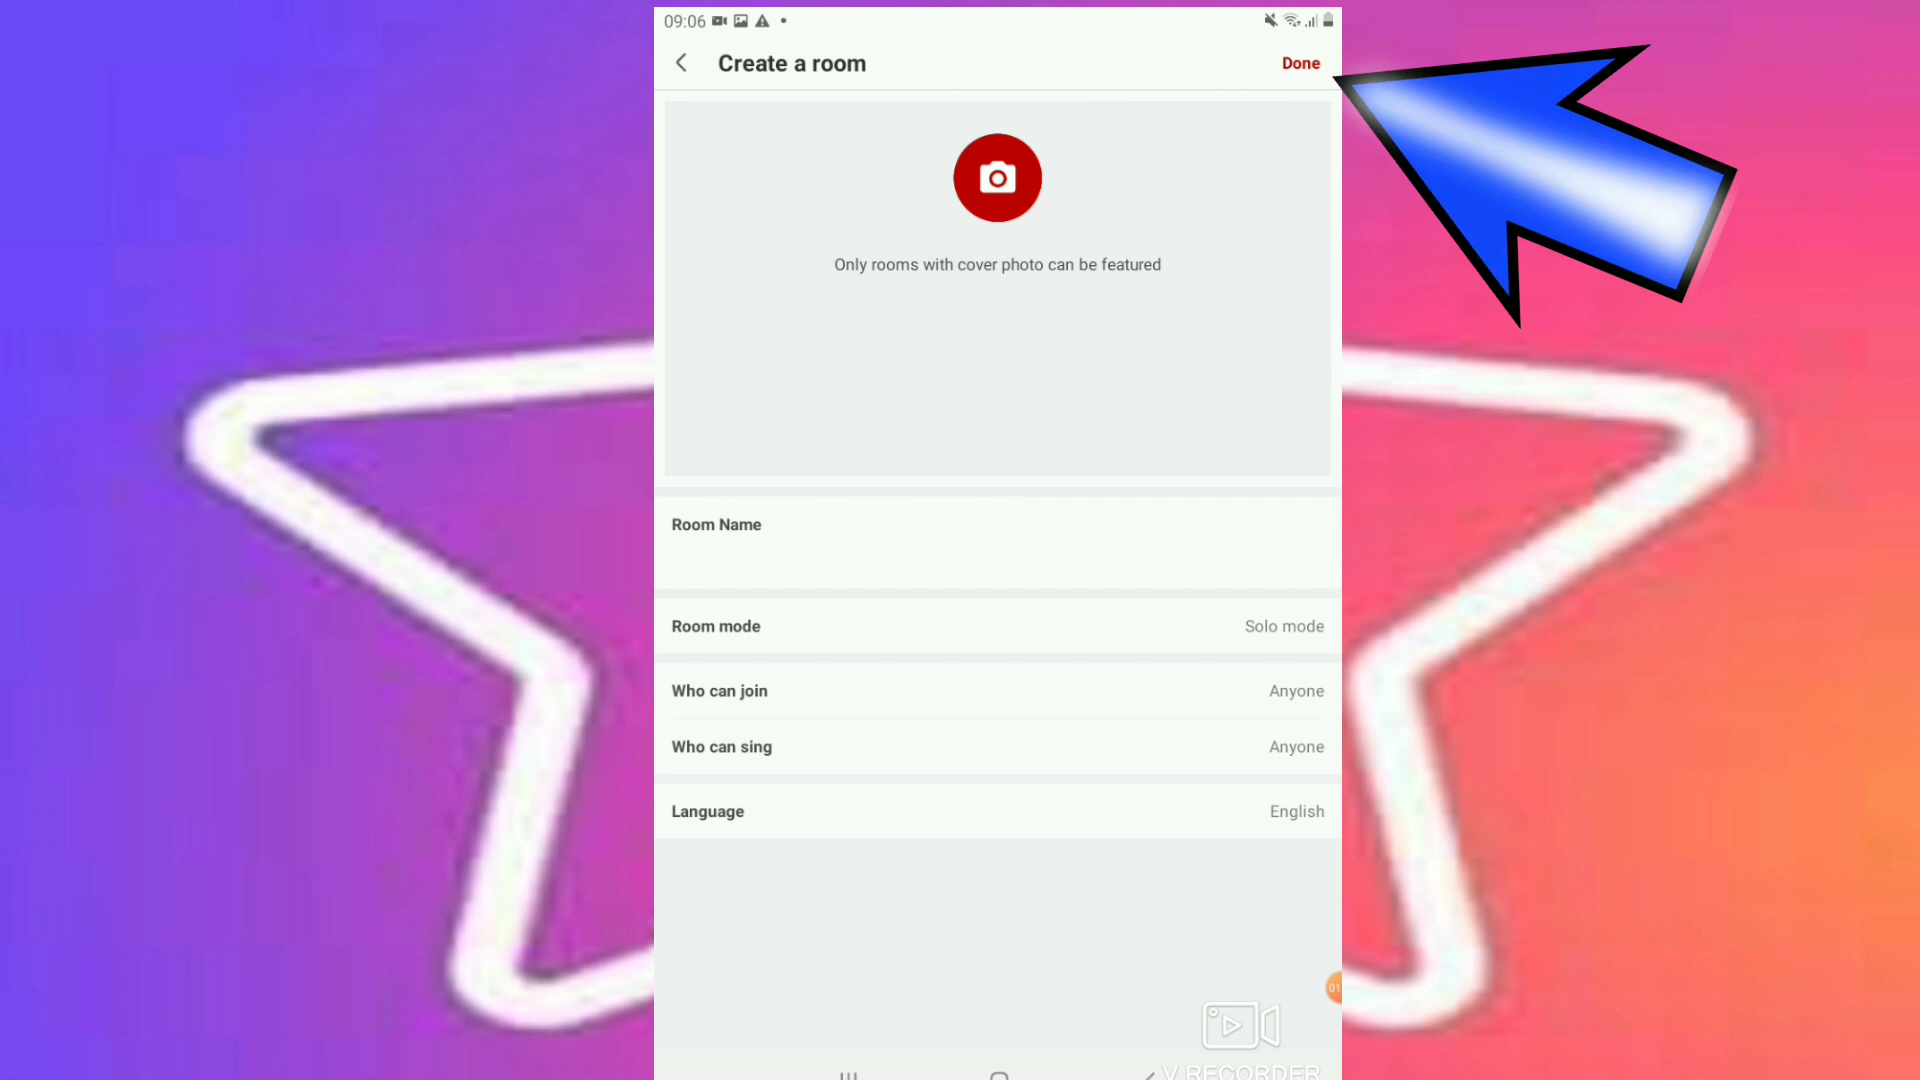 09:06
Create a room
Done
Only rooms with cover photo can be featured
Room Name
Room mode
Solo mode
Who can join
Anyone
Who can sing
Anyone
Language
English
01
V RECORDER